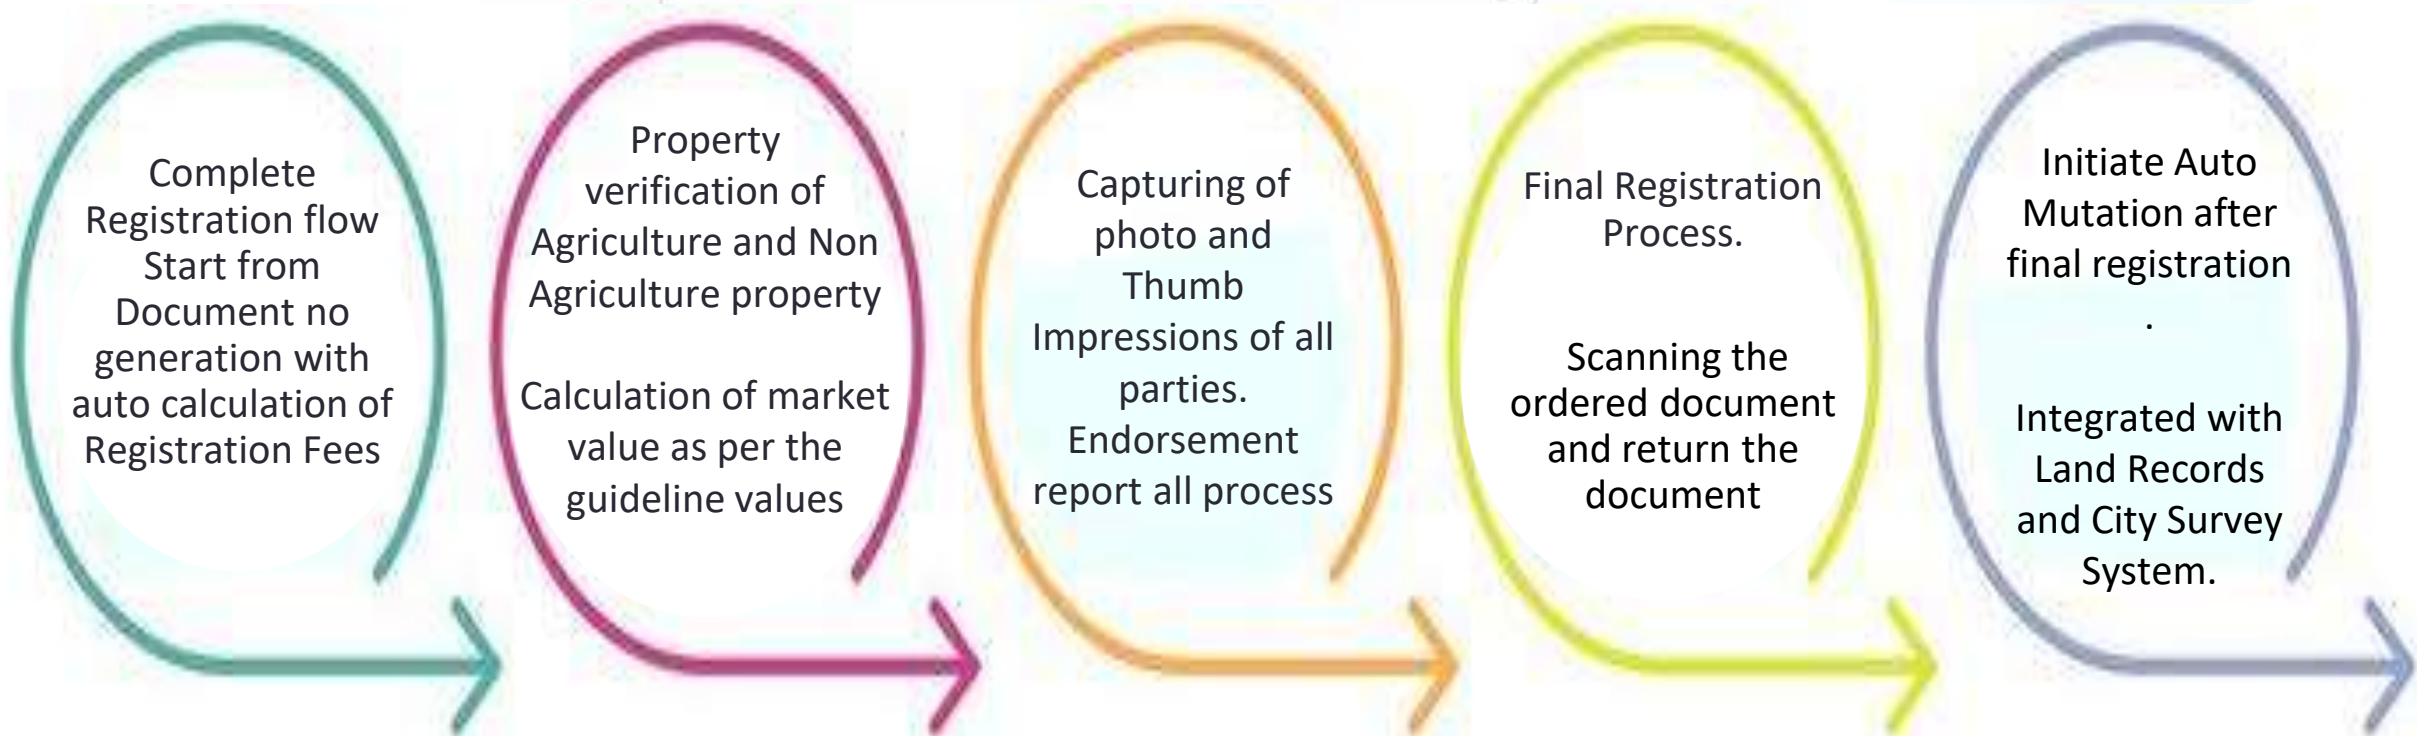 Complete
Registration flow
Start from
Document no
generation with
auto calculation of
Registration Fees
Property
verification of
Agriculture and Non
Agriculture property
Calculation of market
value as per the
guideline values
Capturing of
photo and
Thumb
Impressions of all
parties.
Endorsement
report all process
Final Registration
Process.
Scanning the
ordered document
and return the
document
Initiate Auto
Mutation after
final registration
.
Integrated with
Land Records
and City Survey
System.